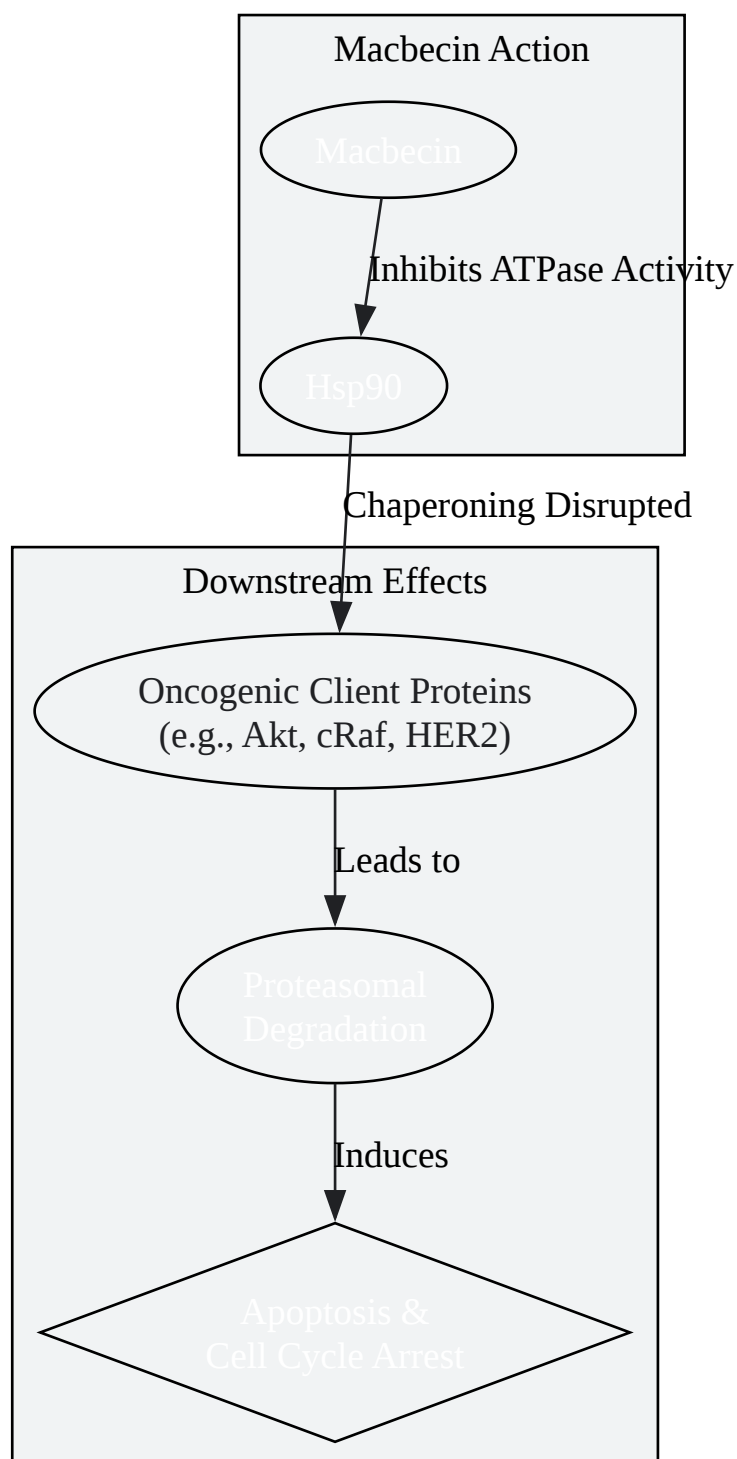 Macbecin Action
Macbecin
Inhibits ATPase Activity
Hsp90
Chaperoning Disrupted
Downstream Effects
Oncogenic Client Proteins
(e.g., Akt, cRaf, HER2)
Leads to
Proteasomal
Degradation
Induces
Apoptosis &
Cell Cycle Arrest